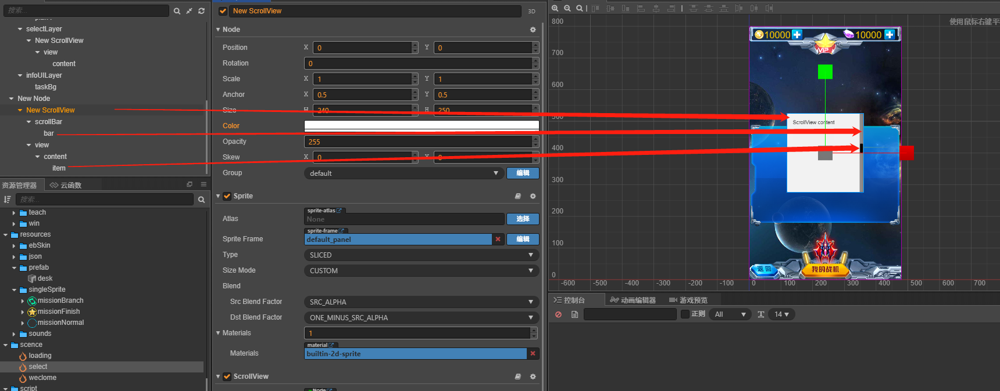 搜索...
selectLayer
New ScrollView
view
content
infoUILayer
taskBg
New Node
New ScrollView
scrollBar
bar
view
content
item
资源管理器
云函数
搜索...
teach
win
resources
ebSkin
json
prefab
desk
singleSprite
missionBranch
missionFinish
missionNormal
sounds
scence
loading
select
weclome
script
New ScrollView
3D
Node
Position X 0 Y 0
Rotation 0
Scale X 1 Y 1
Anchor X 0.5 Y 0.5
Size W 240 H 250
Color
Opacity 255
Skew X 0 Y 0
Group default 编辑
Sprite
sprite-atlas
Atlas None 选择
sprite-frame
Sprite Frame default_panel 编辑
Type SLICED
Size Mode CUSTOM
Blend
Src Blend Factor SRC_ALPHA
Dst Blend Factor ONE_MINUS_SRC_ALPHA
Materials 1
material
Materials builtin-2d-sprite
ScrollView
Node
使用鼠标右键平
800
700
600
500
400
300
200
100
0
-600 -500 -400 -300 -200 -100 0 100 200 300 400 500 600 700
10000 10000
VIP
ScrollView content
返回
我的战机
控制台
动画编辑器
游戏预览
正则
All
14